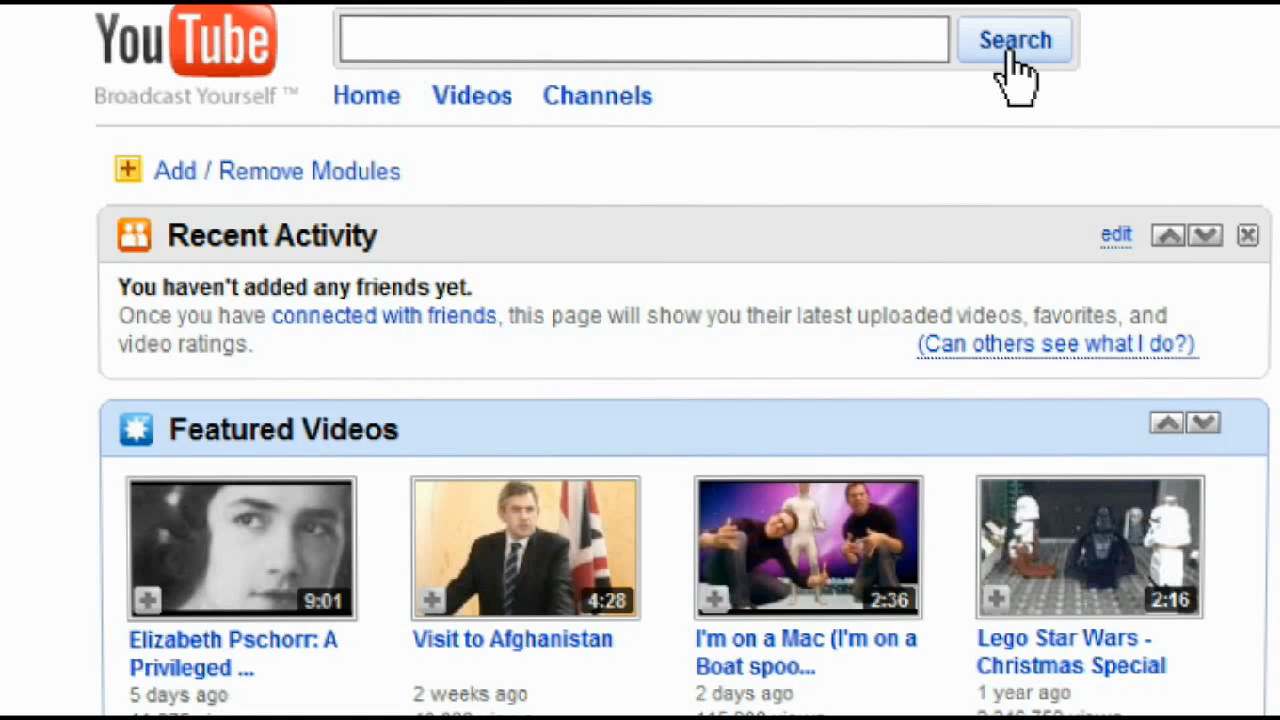 YouTube
Search
Broadcast Yourself ™
Home Videos Channels
Add / Remove Modules
Recent Activity
edit
You haven't added any friends yet.
Once you have connected with friends, this page will show you their latest uploaded videos, favorites, and
video ratings.
(Can others see what I do?)
Featured Videos
9:01
4:28
2:36
2:16
Elizabeth Pschorr: A
Privileged ...
5 days ago
Visit to Afghanistan
2 weeks ago
I'm on a Mac (I'm on a
Boat spoo...
2 days ago
Lego Star Wars -
Christmas Special
1 year ago